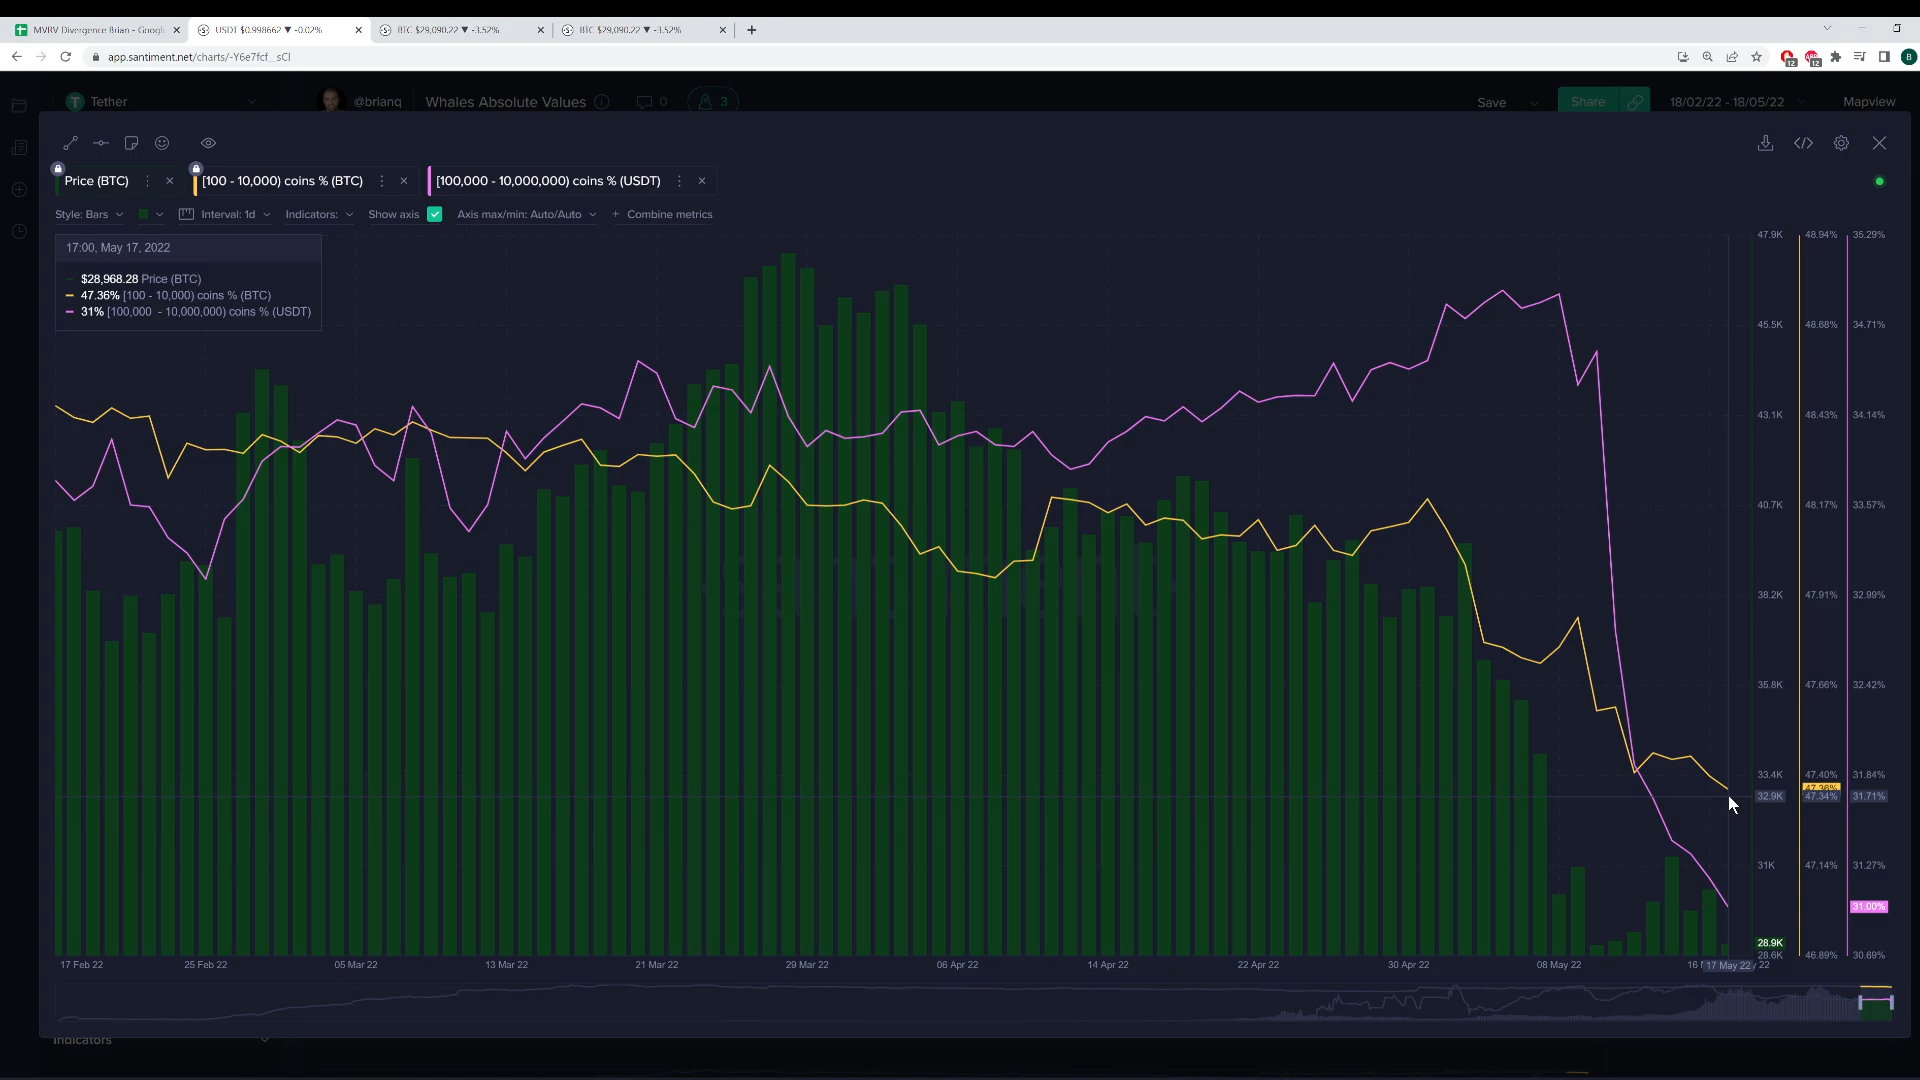 MVRV Divergence Brian - Googl
USDT $0.998662 ▼ -0.02%
BTC $29,090.22 ▼ -3.52%
BTC $29,090.22 ▼ -3.52%
app.santiment.net/charts/-Y6e7fcf__sCl
12
12
B
Tether
@brianq
Whales Absolute Values
0
3
Save
Share
18/02/22 - 18/05/22
Mapview
Price (BTC)
[100 - 10,000) coins % (BTC)
[100,000 - 10,000,000) coins % (USDT)
Style: Bars
Interval: 1d
Indicators:
Show axis
Axis max/min: Auto/Auto
+ Combine metrics
17:00, May 17, 2022
$28,968.28 Price (BTC)
47.36% [100 - 10,000) coins % (BTC)
31% [100,000 - 10,000,000) coins % (USDT)
47.9K 48.94% 35.29%
45.5K 48.68% 34.71%
43.1K 48.43% 34.14%
40.7K 48.17% 33.57%
38.2K 47.91% 32.99%
35.8K 47.66% 32.42%
33.4K 47.40% 31.84%
47.36%
32.9K 47.34% 31.71%
31K 47.14% 31.27%
31.00%
28.9K
28.6K 46.89% 30.69%
17 Feb 22 25 Feb 22 05 Mar 22 13 Mar 22 21 Mar 22 29 Mar 22 06 Apr 22 14 Apr 22 22 Apr 22 30 Apr 22 08 May 22 16 17 May 22 22
Indicators